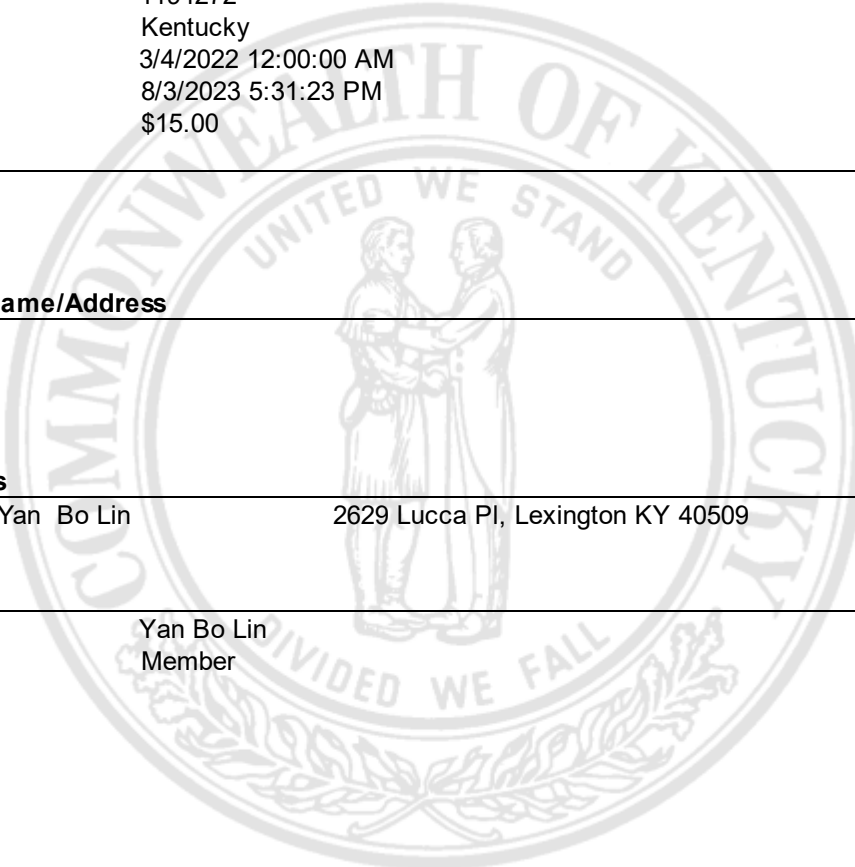 Kentucky
3/4/2022 12:00:00 AM
8/3/2023 5:31:23 PM
$15.00
COMMONWEALTH OF KENTUCKY
UNITED WE STAND
ame/Address
s
Yan Bo Lin 2629 Lucca Pl, Lexington KY 40509
Yan Bo Lin
Member
DIVIDED WE FALL